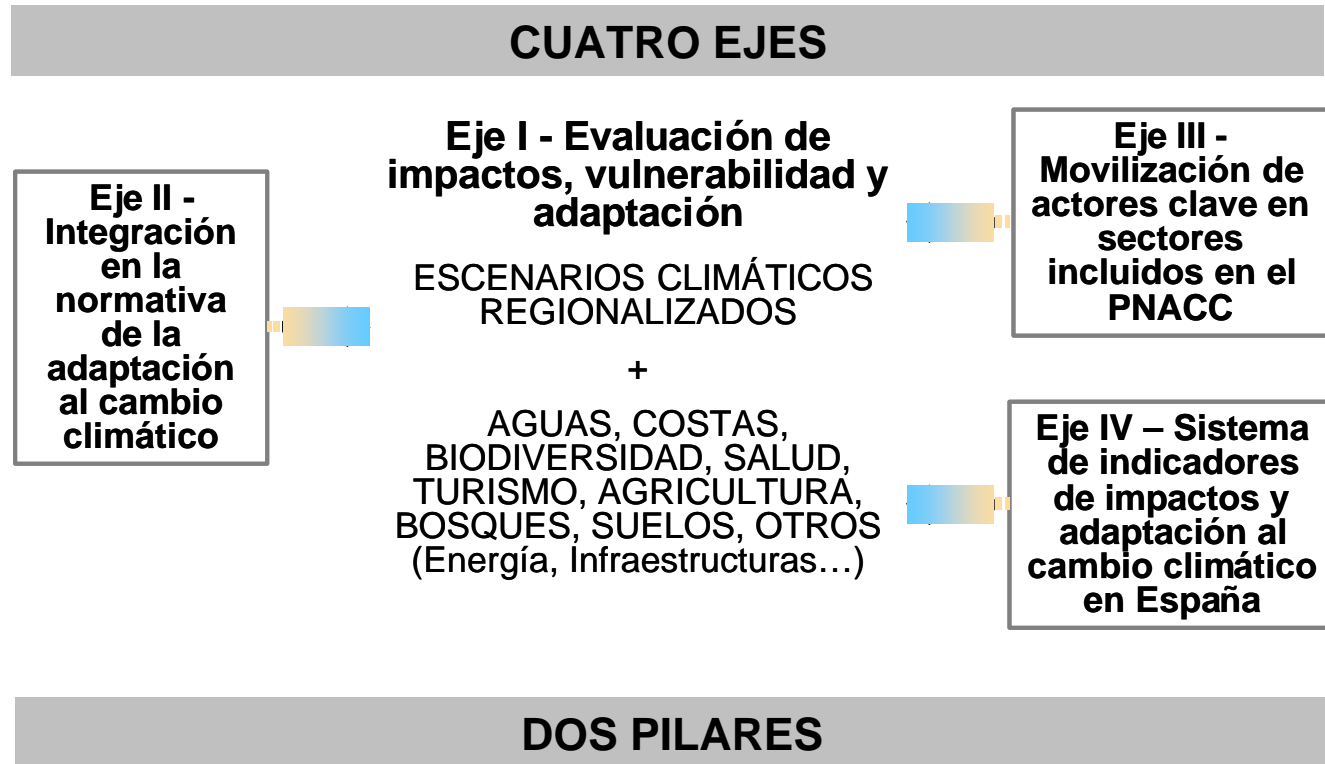 CUATRO EJES
Eje I - Evaluación de
impactos, vulnerabilidad y
adaptación
ESCENARIOS CLIMÁTICOS
REGIONALIZADOS
+
AGUAS, COSTAS,
BIODIVERSIDAD, SALUD,
TURISMO, AGRICULTURA,
BOSQUES, SUELOS, OTROS
(Energía, Infraestructuras…)
Eje II -
Integración
en la
normativa
de la
adaptación
al cambio
climático
Eje III -
Movilización de
actores clave en
sectores
incluidos en el
PNACC
Eje IV – Sistema
de indicadores
de impactos y
adaptación al
cambio climático
en España
DOS PILARES